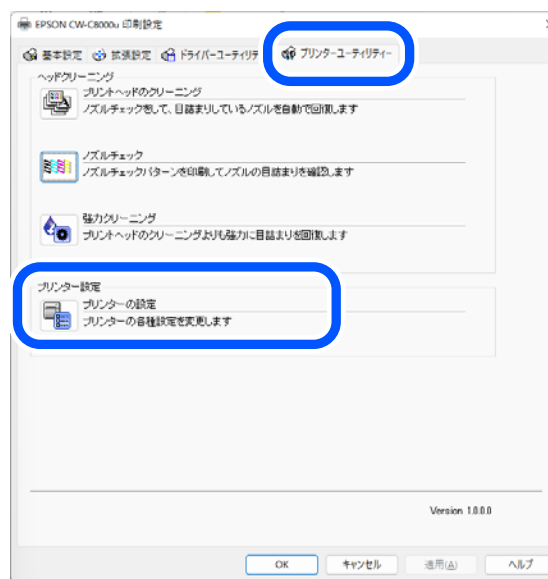 EPSON CW-C8000u 印刷設定
基本設定 拡張設定 ドライバーユーティリテ プリンターユーティリティー
ヘッドクリーニング
プリントヘッドのクリーニング
ノズルチェックをして、目詰まりしているノズルを自動で回復します
ノズルチェック
ノズルチェックパターンを印刷してノズルの目詰まりを確認します
強力クリーニング
プリントヘッドのクリーニングよりも強力に目詰まりを回復します
プリンター設定
プリンターの設定
プリンターの各種設定を変更します
Version 1.0.0.0
OK キャンセル 適用(A) ヘルプ